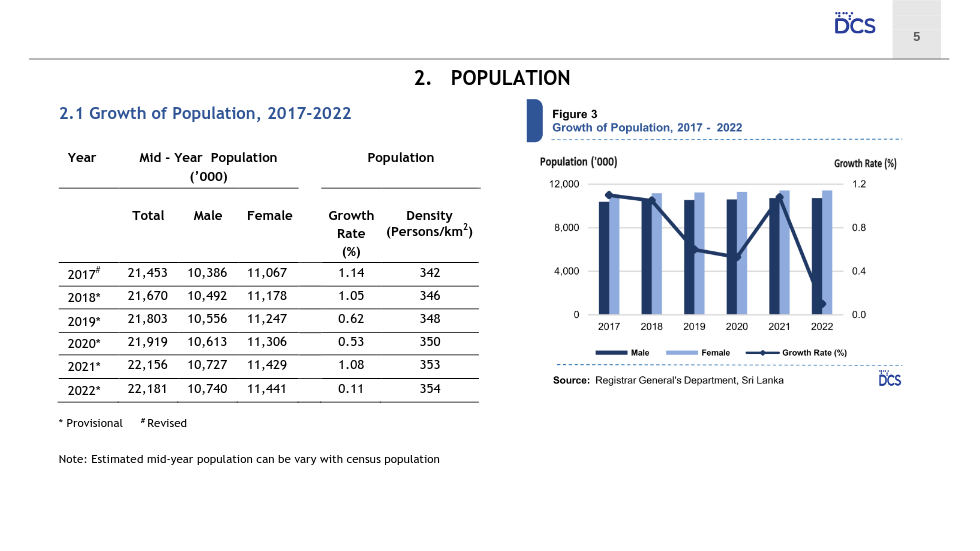 DCS
5
2. POPULATION
2.1 Growth of Population, 2017-2022
Year Mid - Year Population (’000) Population
Total Male Female Growth Rate (%) Density (Persons/km²)
2017# 21,453 10,386 11,067 1.14 342
2018* 21,670 10,492 11,178 1.05 346
2019* 21,803 10,556 11,247 0.62 348
2020* 21,919 10,613 11,306 0.53 350
2021* 22,156 10,727 11,429 1.08 353
2022* 22,181 10,740 11,441 0.11 354
* Provisional # Revised
Note: Estimated mid-year population can be vary with census population
Figure 3
Growth of Population, 2017 - 2022
Population ('000) Growth Rate (%)
12,000 1.2
8,000 0.8
4,000 0.4
0 0.0
2017 2018 2019 2020 2021 2022
Male Female Growth Rate (%)
Source: Registrar General’s Department, Sri Lanka
DCS